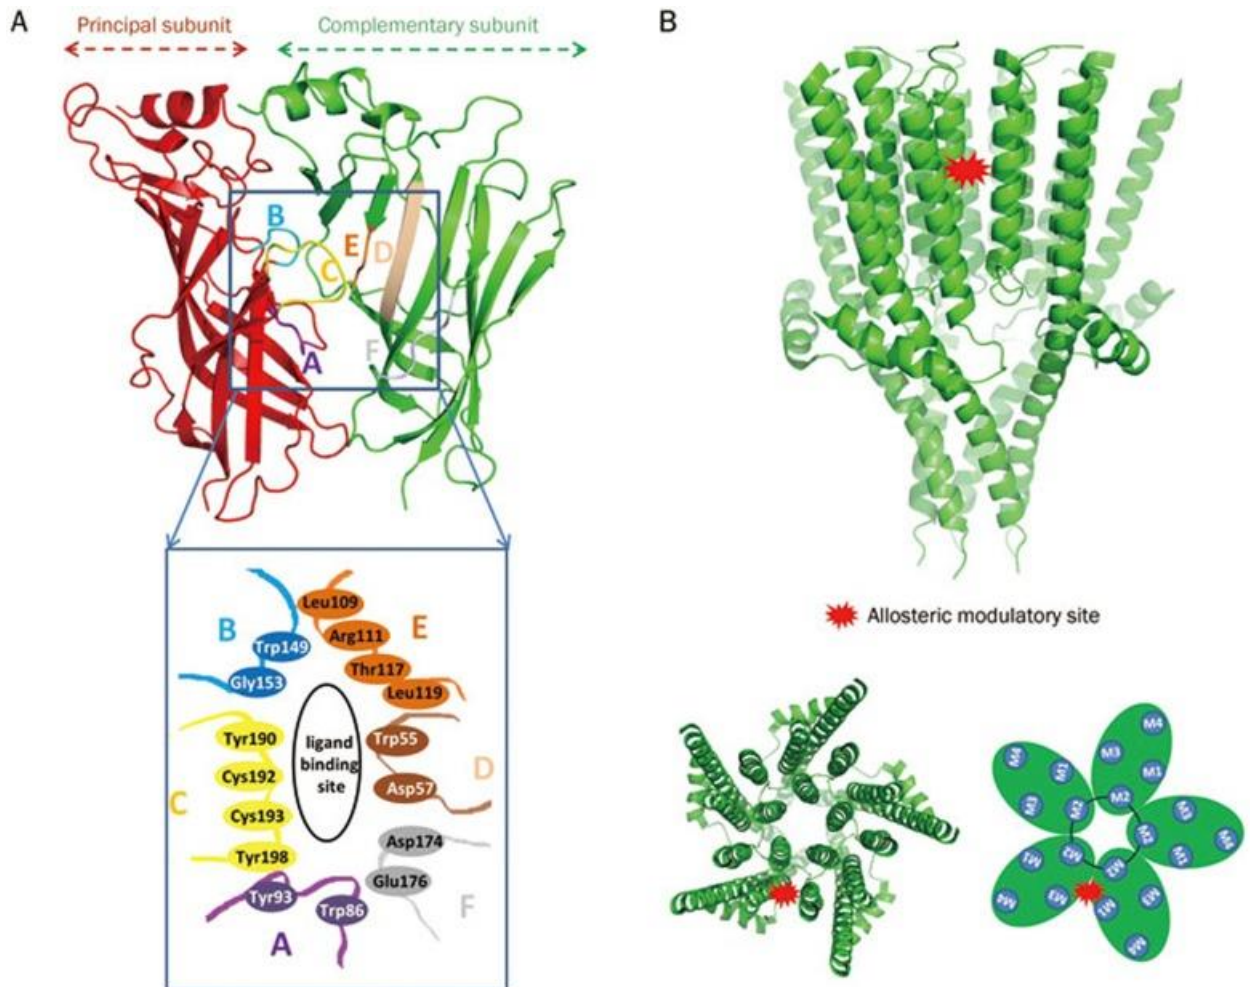 A
Principal subunit
Complementary subunit
B
E
D
C
F
A
Leu109
B
Arg111
E
Trp149
Thr117
Gly153
Leu119
Tyr190
ligand
binding
site
Trp55
Cys192
D
Asp57
C
Cys193
Asp174
Tyr198
Glu176
Tyr93
Trp86
F
A
B
Allosteric modulatory site
M4
M4
M3
M1
M1
M3
M2
M2
M3
M2
M4
M1
M2
M2
M1
M3
M4
M1
M3
M4